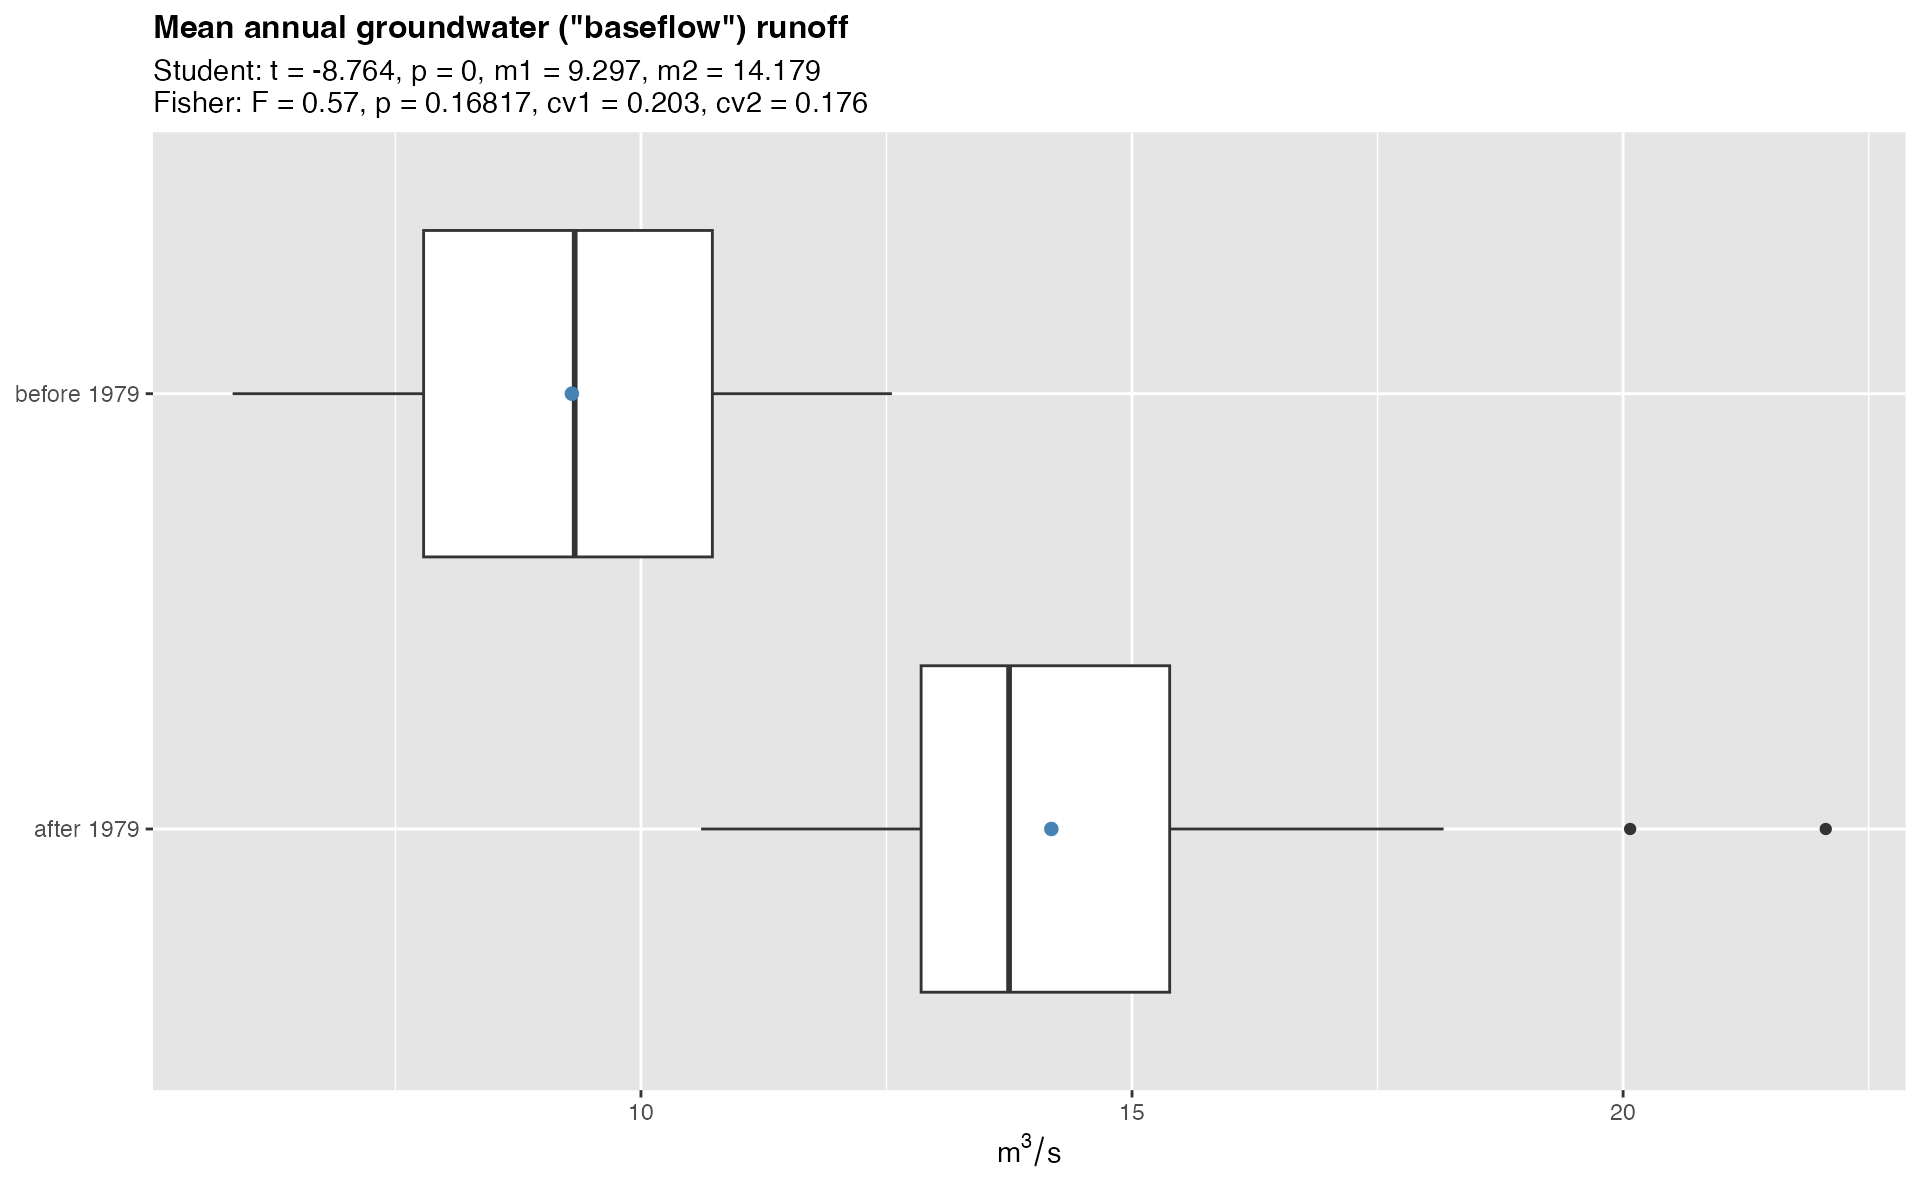 Mean annual groundwater ("baseflow") runoff
Student: t = -8.764, p = 0, m1 = 9.297, m2 = 14.179
Fisher: F = 0.57, p = 0.16817, cv1 = 0.203, cv2 = 0.176
before 1979
after 1979
10 15 20
m³/s